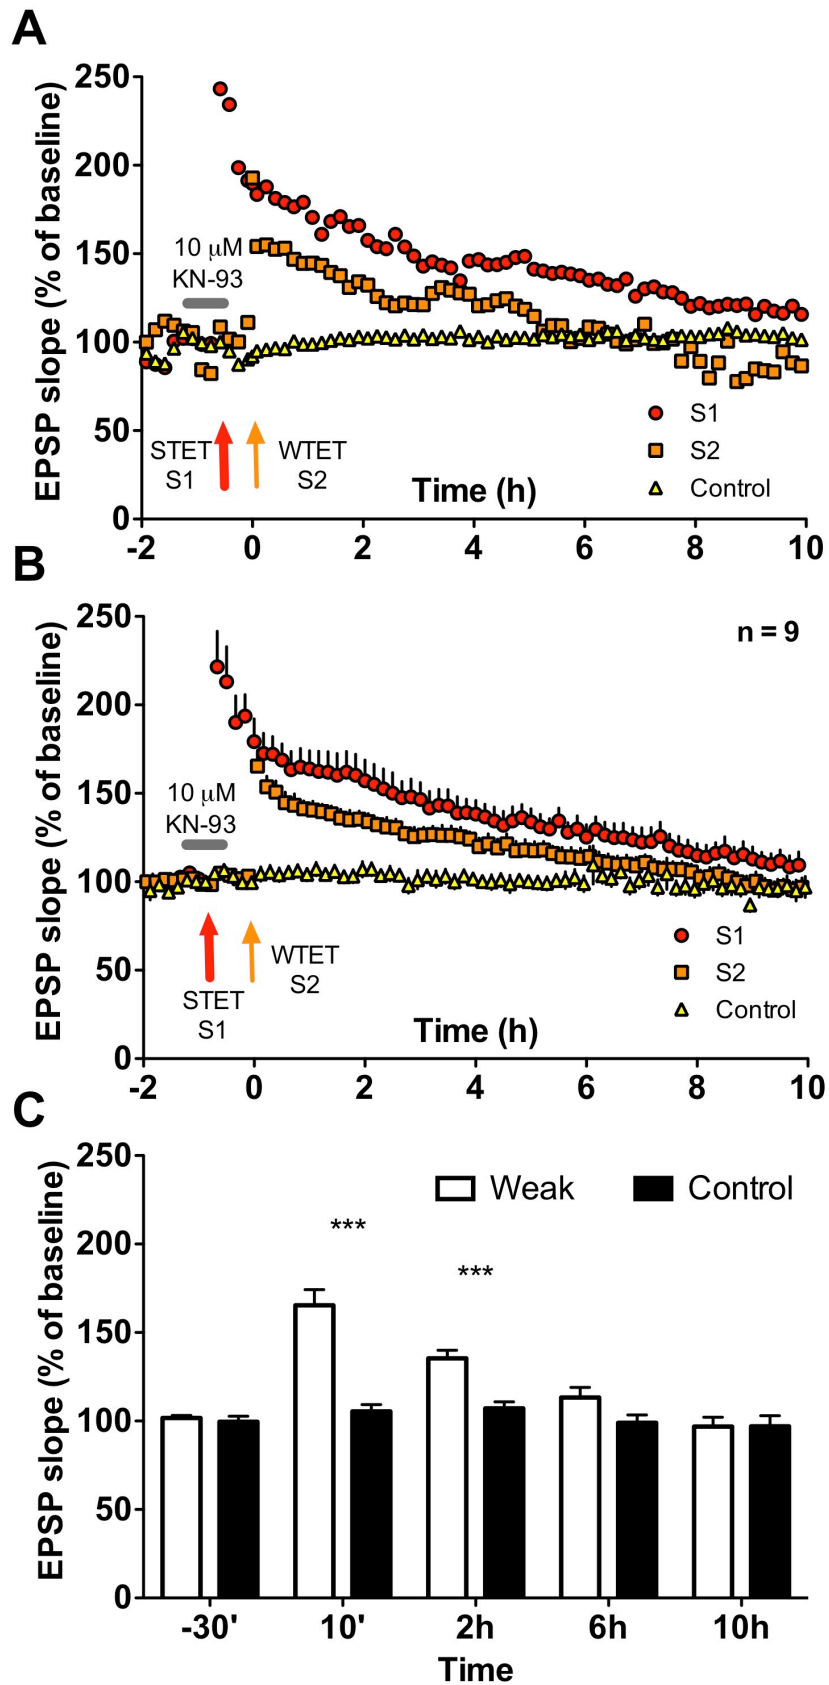 A
EPSP slope (% of baseline)
250
200
150
100
50
0
10 μM
KN-93
STET
S1
WTET
S2
S1
S2
Control
Time (h)
-2 0 2 4 6 8 10
B
EPSP slope (% of baseline)
250
200
150
100
50
0
n = 9
10 μM
KN-93
STET
S1
WTET
S2
S1
S2
Control
Time (h)
-2 0 2 4 6 8 10
C
EPSP slope (% of baseline)
250
200
150
100
50
0
Weak Control
***
***
-30' 10' 2h 6h 10h
Time